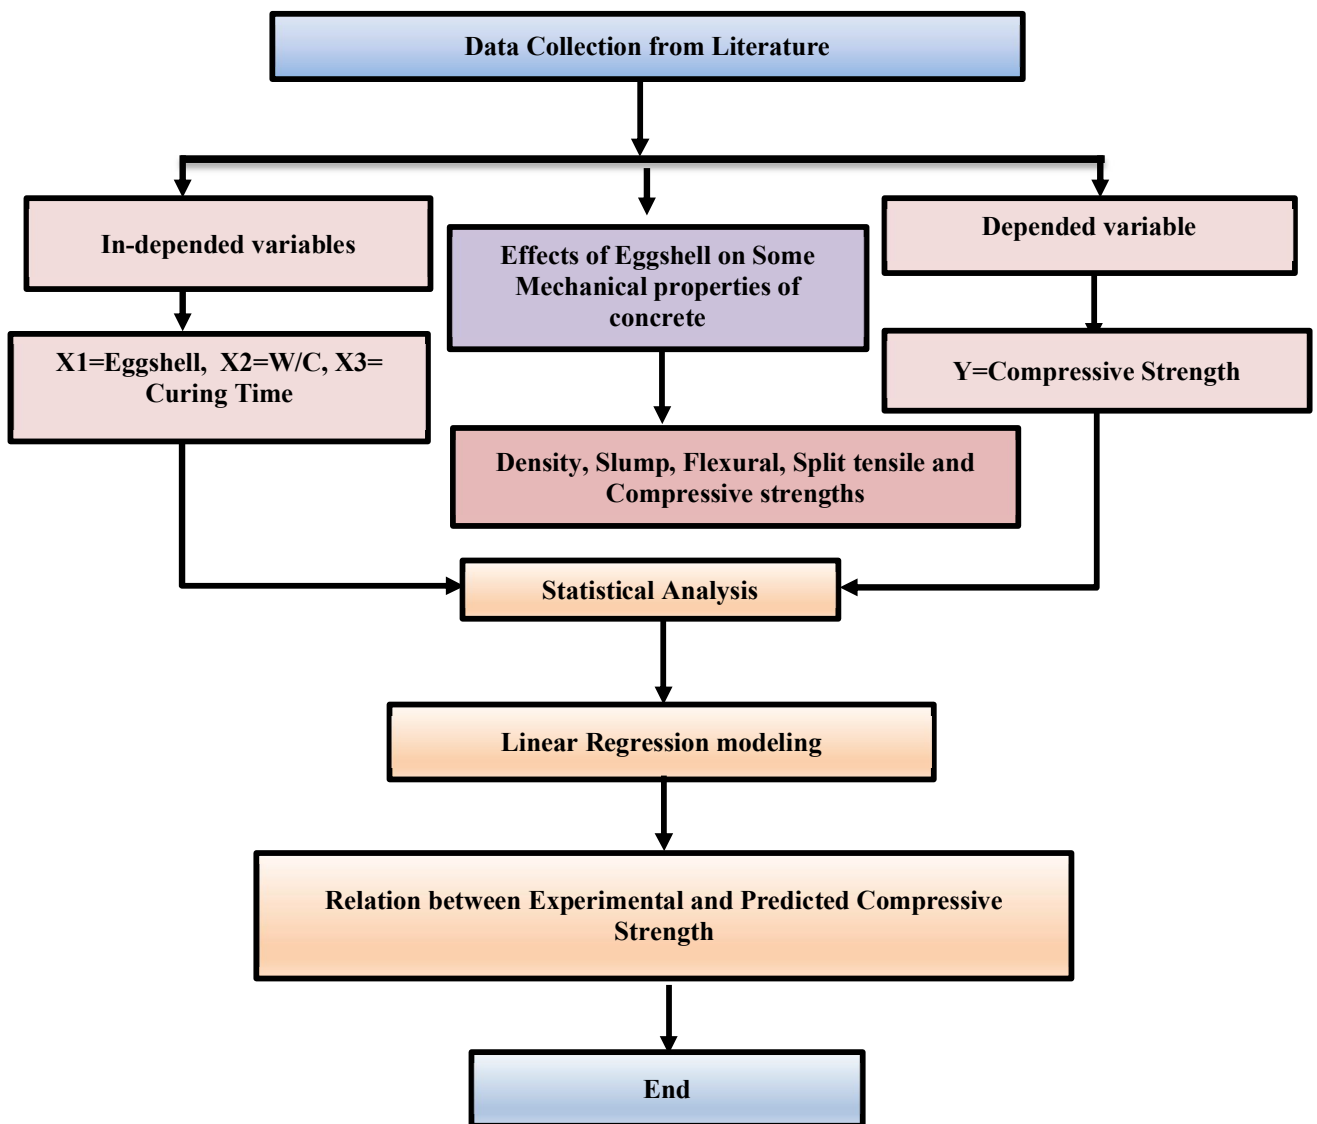 Data Collection from Literature
In-depended variables
Effects of Eggshell on Some
Mechanical properties of
concrete
Depended variable
X1=Eggshell, X2=W/C, X3=
Curing Time
Y=Compressive Strength
Density, Slump, Flexural, Split tensile and
Compressive strengths
Statistical Analysis
Linear Regression modeling
Relation between Experimental and Predicted Compressive
Strength
End